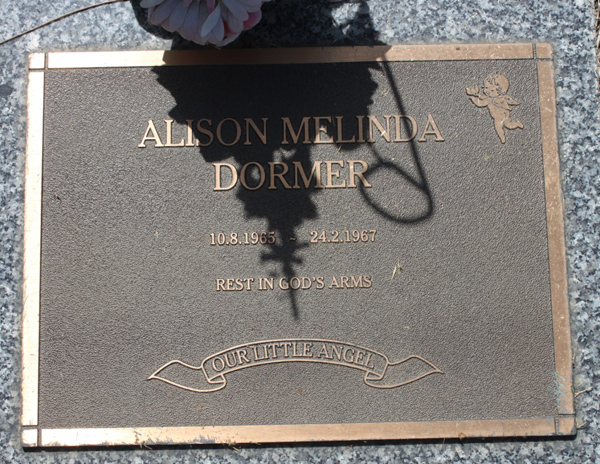 ALISON MELINDA
DORMER
10.8.1965 - 24.2.1967
REST IN GOD'S ARMS
OUR LITTLE ANGEL